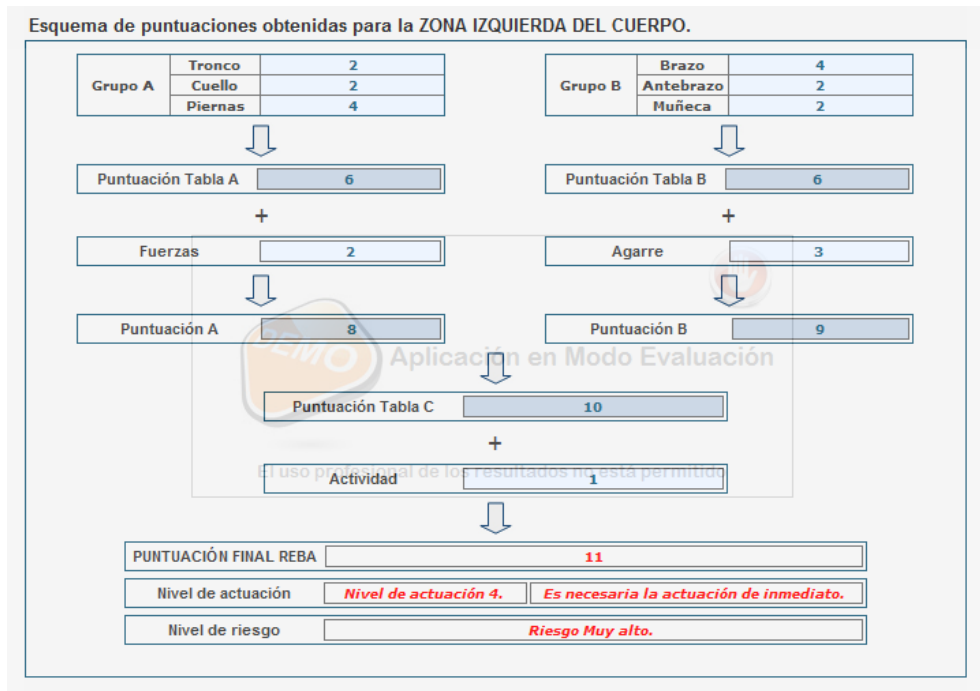 Esquema de puntuaciones obtenidas para la ZONA IZQUIERDA DEL CUERPO.
Grupo A
Tronco 2
Cuello 2
Piernas 4
Grupo B
Brazo 4
Antebrazo 2
Muñeca 2
Puntuación Tabla A 6
Puntuación Tabla B 6
+ +
Fuerzas 2
Agarre 3
Puntuación A 8
Puntuación B 9
DEMO
Aplicación en Modo Evaluación
Puntuación Tabla C 10
+
El uso profesional de los resultados no está permitido
Actividad 1
PUNTUACIÓN FINAL REBA 11
Nivel de actuación Nivel de actuación 4. Es necesaria la actuación de inmediato.
Nivel de riesgo Riesgo Muy alto.